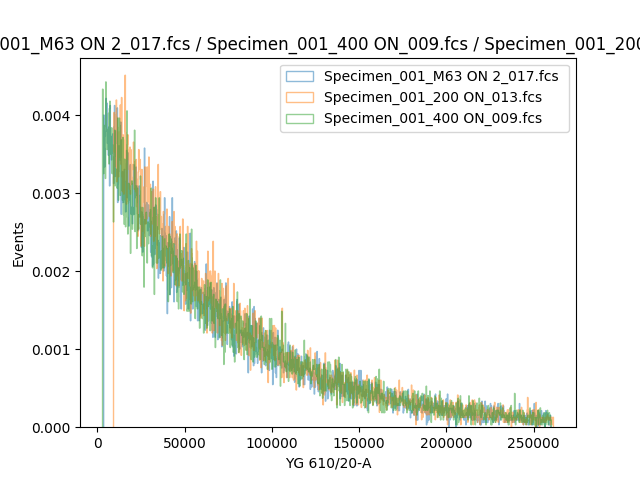 001_M63 ON 2_017.fcs / Specimen_001_400 ON_009.fcs / Specimen_001_200
Specimen_001_M63 ON 2_017.fcs
Specimen_001_200 ON_013.fcs
Specimen_001_400 ON_009.fcs
0.004
0.003
0.002
0.001
0.000
Events
0 50000 100000 150000 200000 250000
YG 610/20-A